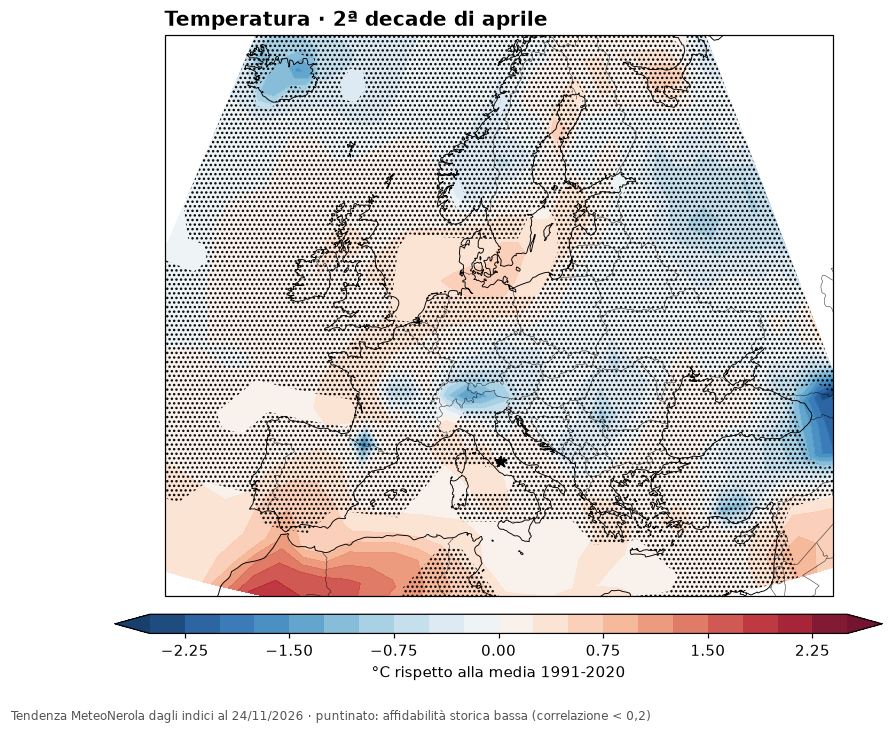 Temperatura · 2ª decade di aprile
−2.25 −1.50 −0.75 0.00 0.75 1.50 2.25
°C rispetto alla media 1991-2020
Tendenza MeteoNerola dagli indici al 24/11/2026 · puntinato: affidabilità storica bassa (correlazione < 0,2)